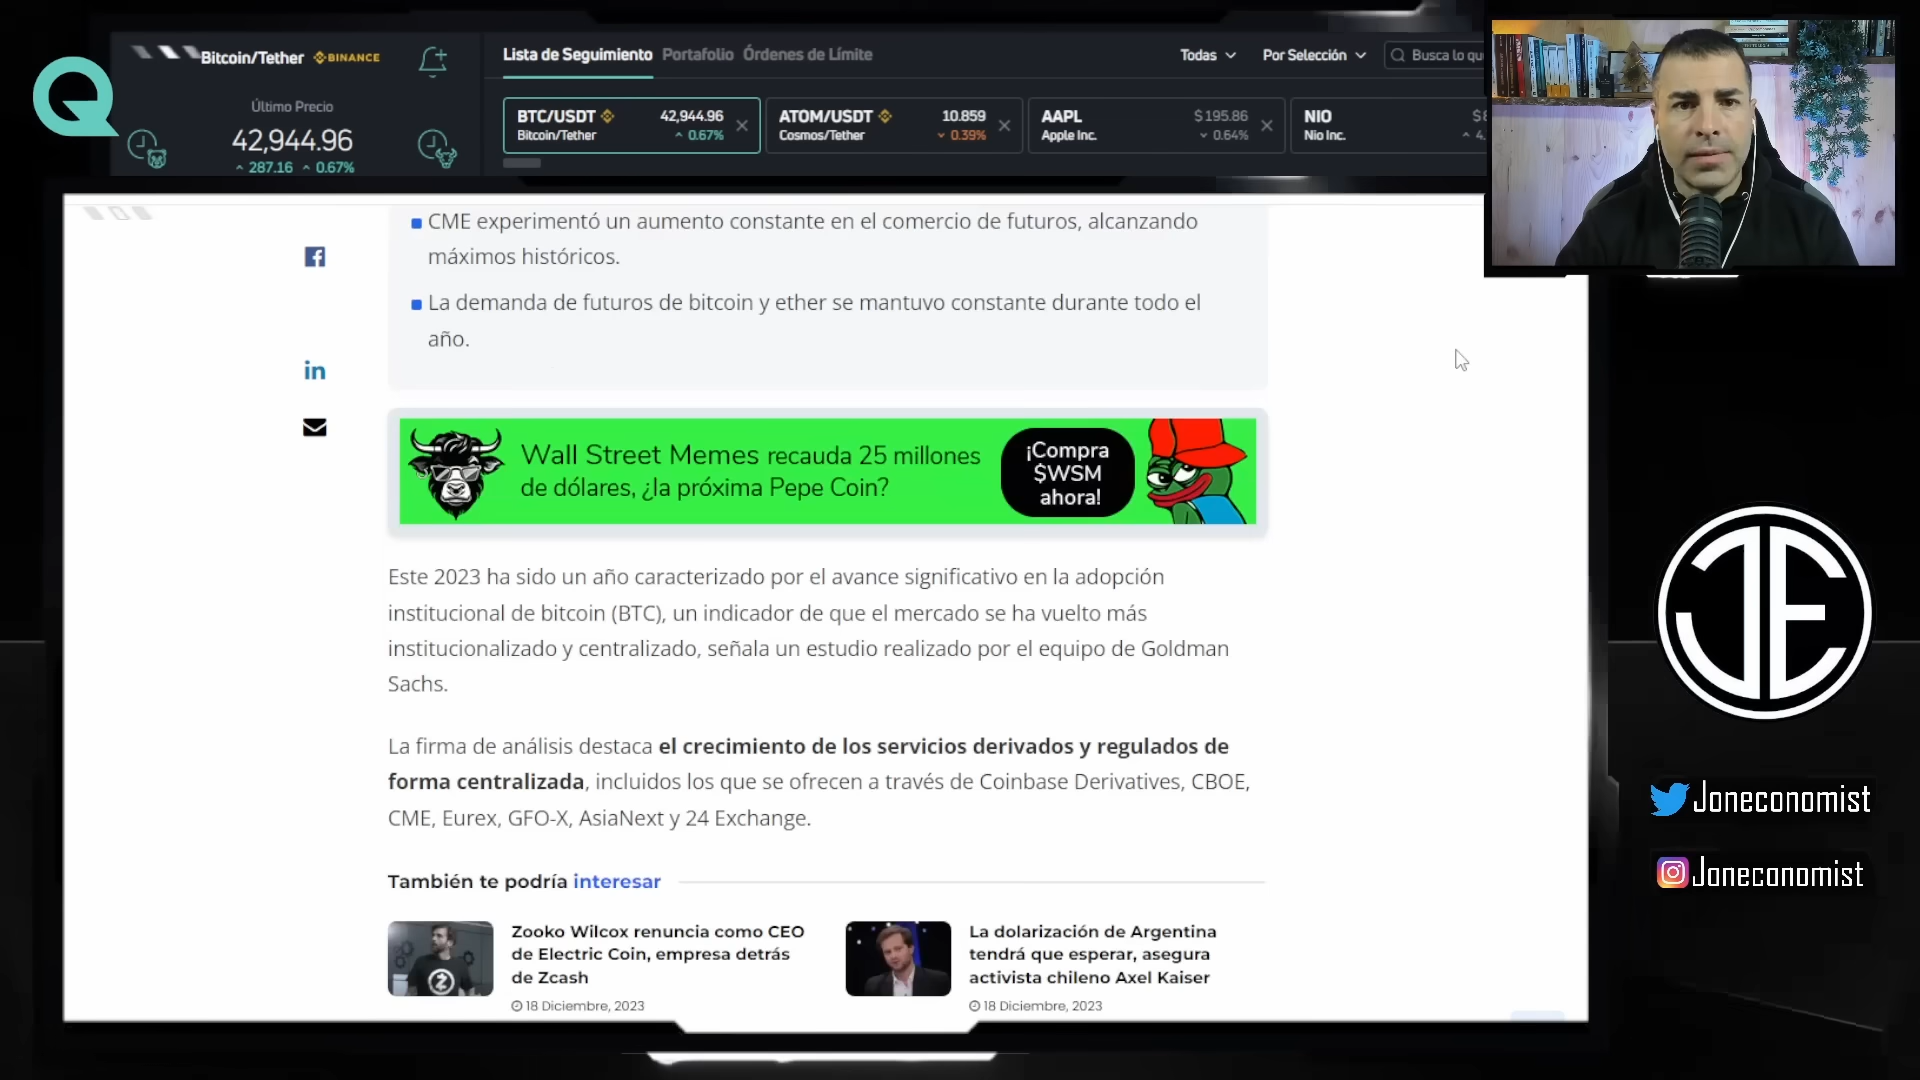 Bitcoin/Tether BINANCE
Último Precio
42,944.96
287.16 0.67%
Lista de Seguimiento Portafolio Órdenes de Límite
Todas Por Selección Busca lo qu
BTC/USDT 42,944.96
Bitcoin/Tether 0.67%
ATOM/USDT 10.859
Cosmos/Tether 0.39%
AAPL $195.86
Apple Inc. 0.64%
NIO
Nio Inc.
CME experimentó un aumento constante en el comercio de futuros, alcanzando
máximos históricos.
La demanda de futuros de bitcoin y ether se mantuvo constante durante todo el
año.
in
Wall Street Memes recauda 25 millones
de dólares, ¿la próxima Pepe Coin?
¡Compra
$WSM
ahora!
Este 2023 ha sido un año caracterizado por el avance significativo en la adopción
institucional de bitcoin (BTC), un indicador de que el mercado se ha vuelto más
institucionalizado y centralizado, señala un estudio realizado por el equipo de Goldman
Sachs.
La firma de análisis destaca el crecimiento de los servicios derivados y regulados de
forma centralizada, incluidos los que se ofrecen a través de Coinbase Derivatives, CBOE,
CME, Eurex, GFO-X, AsiaNext y 24 Exchange.
También te podría interesar
Zooko Wilcox renuncia como CEO
de Electric Coin, empresa detrás
de Zcash
18 Diciembre, 2023
La dolarización de Argentina
tendrá que esperar, asegura
activista chileno Axel Kaiser
18 Diciembre, 2023
JE
Joneconomist
Joneconomist